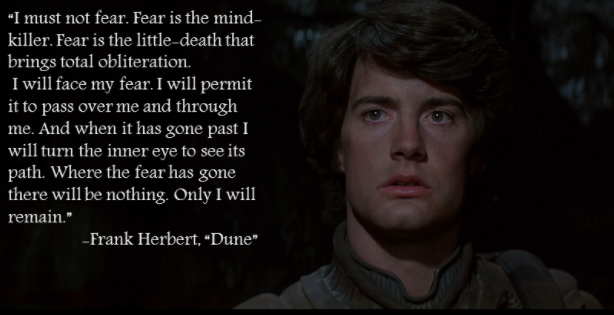 “I must not fear. Fear is the mind-
killer. Fear is the little-death that
brings total obliteration.
I will face my fear. I will permit
it to pass over me and through
me. And when it has gone past I
will turn the inner eye to see its
path. Where the fear has gone
there will be nothing. Only I will
remain.”
-Frank Herbert, “Dune”